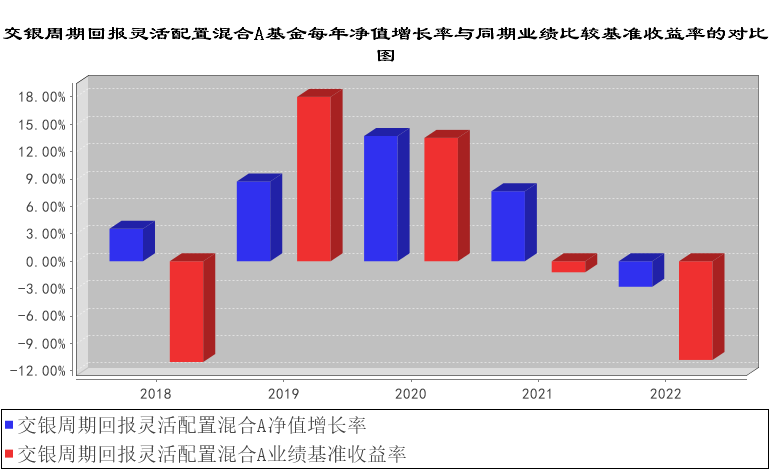 交银周期回报灵活配置混合A基金每年净值增长率与同期业绩比较基准收益率的对比
图
18.00%
15.00%
12.00%
9.00%
6.00%
3.00%
0.00%
-3.00%
-6.00%
-9.00%
-12.00%
2018 2019 2020 2021 2022
交银周期回报灵活配置混合A净值增长率
交银周期回报灵活配置混合A业绩基准收益率